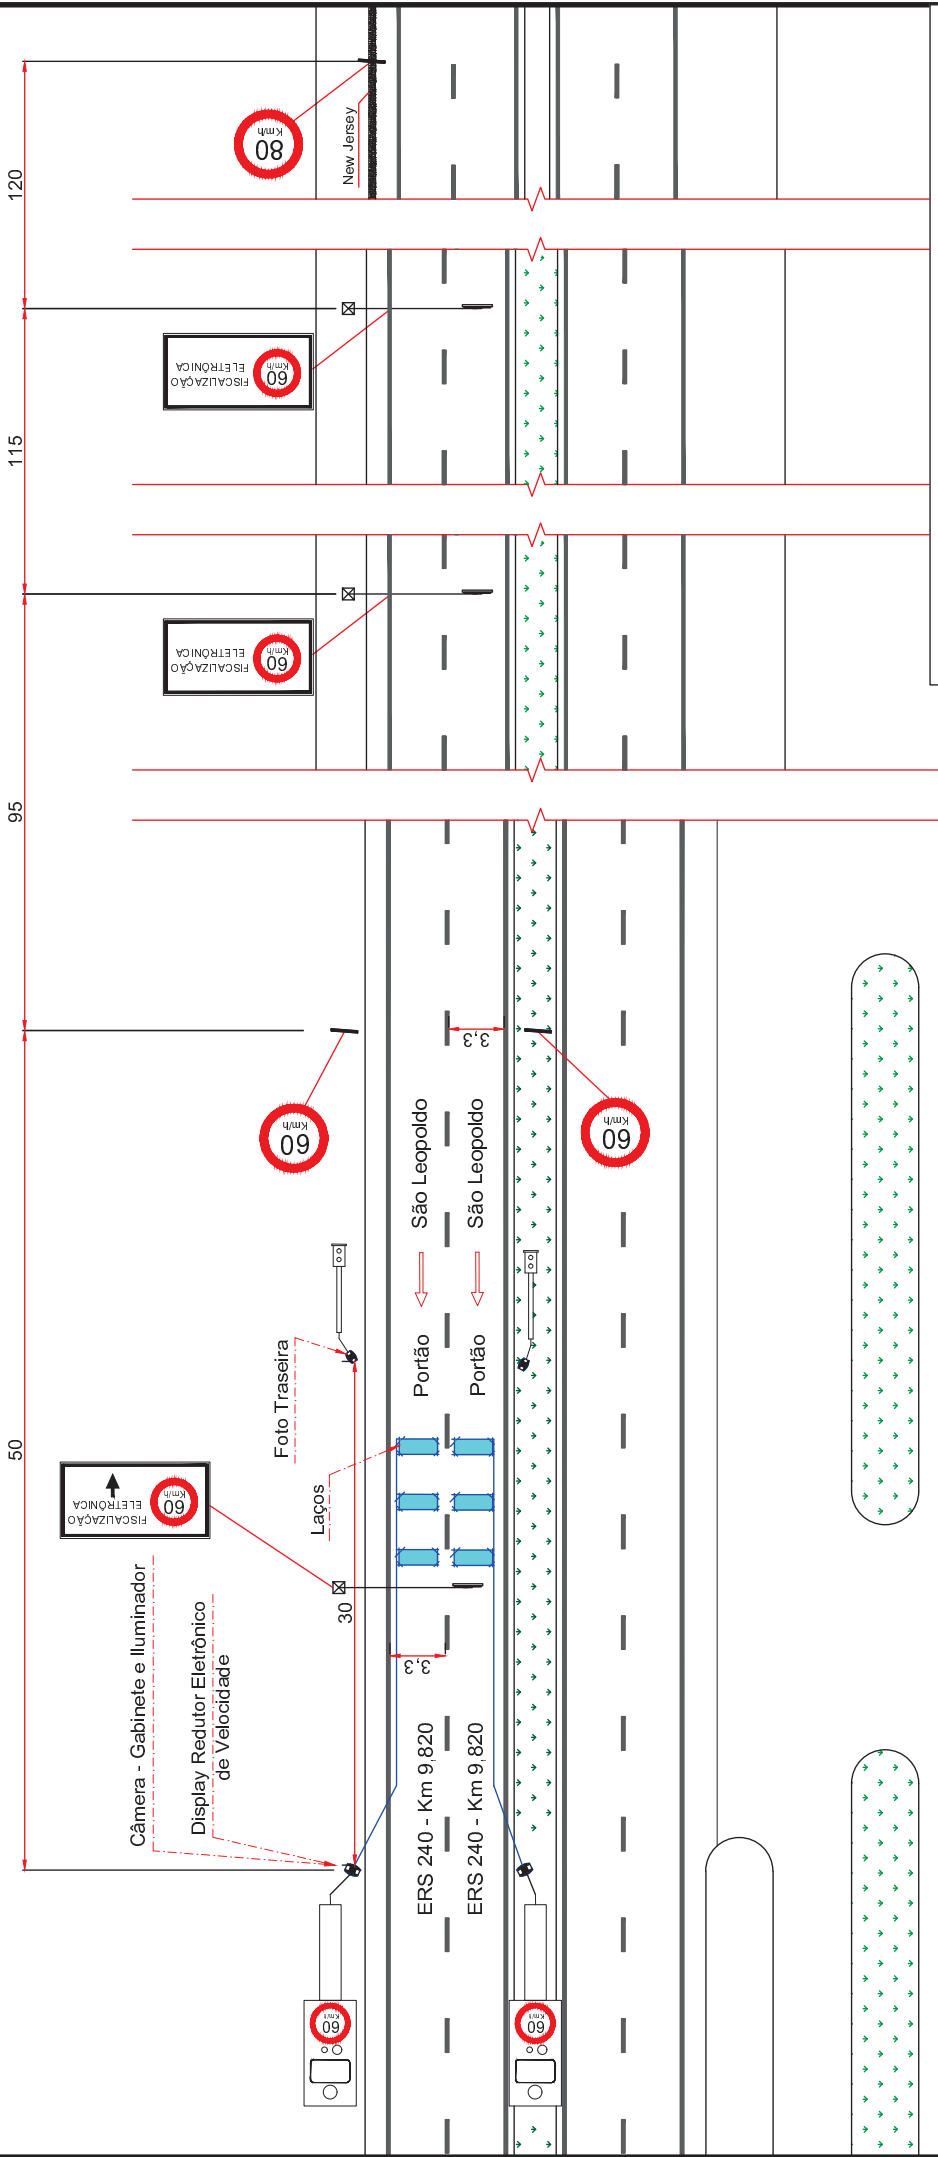 120
115
95
50
80
Km/h
New Jersey
FISCALIZAÇÃO
ELETRÔNICA
60
Km/h
FISCALIZAÇÃO
ELETRÔNICA
60
Km/h
60
Km/h
3,3
60
Km/h
São Leopoldo
São Leopoldo
Portão
Portão
Foto Traseira
Laços
FISCALIZAÇÃO
ELETRÔNICA
60
Km/h
30
3,3
Câmera - Gabinete e Iluminador
Display Redutor Eletrônico
de Velocidade
ERS 240 - Km 9,820
ERS 240 - Km 9,820
60
Km/h
60
Km/h